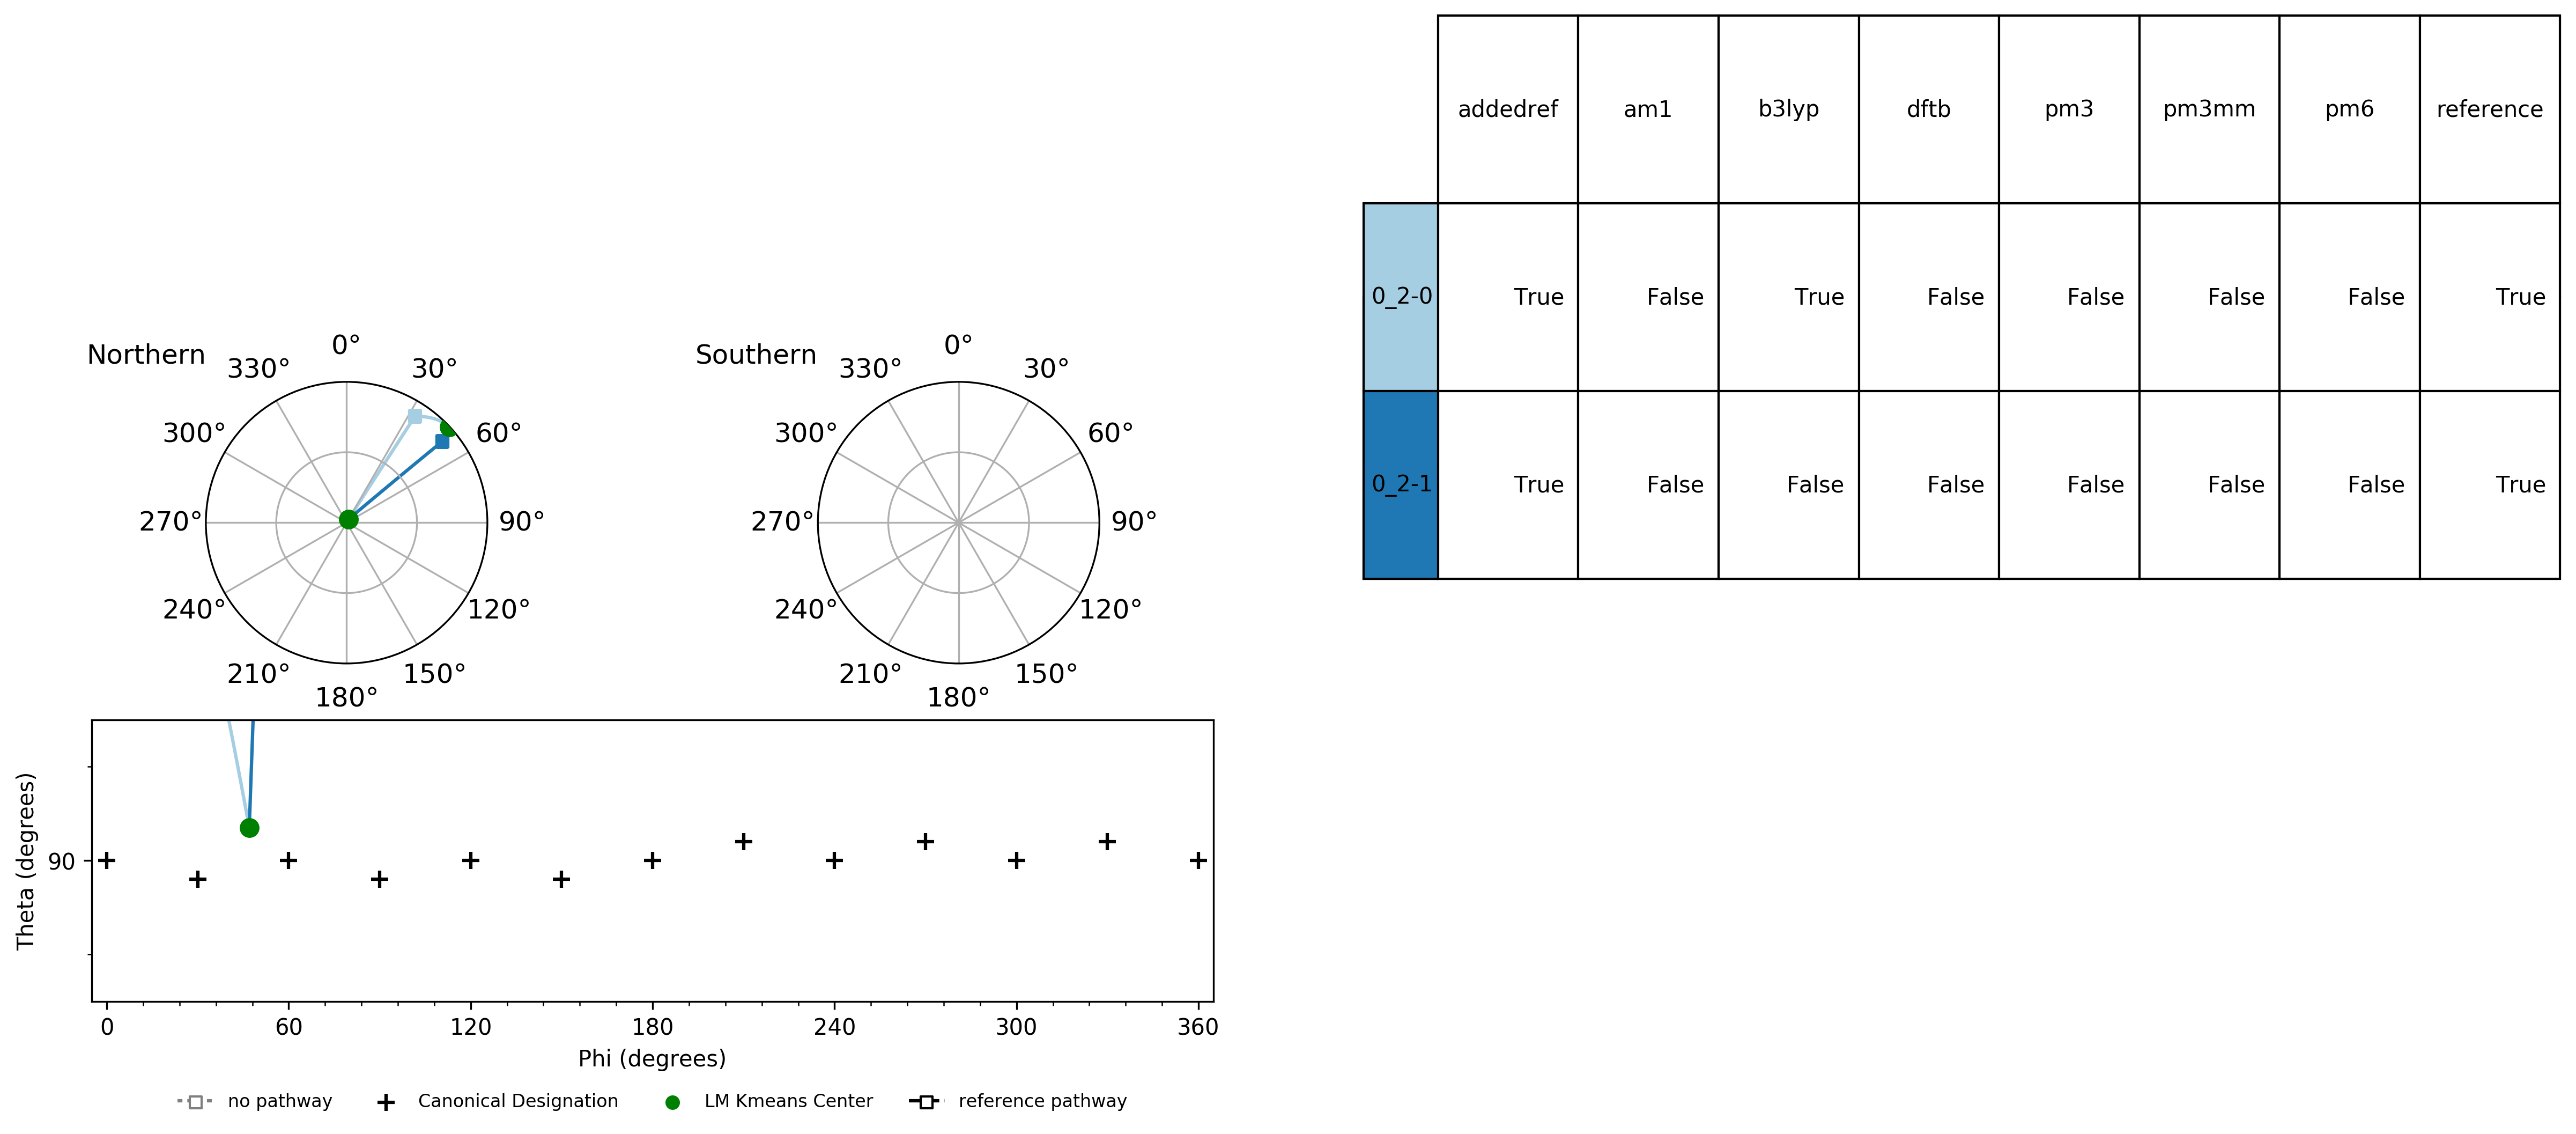 addedref am1 b3lyp dftb pm3 pm3mm pm6 reference
0_2-0 True False True False False False False True
0_2-1 True False False False False False False True
Northern
0°
30°
60°
90°
120°
150°
180°
210°
240°
270°
300°
330°
Southern
0°
30°
60°
90°
120°
150°
180°
210°
240°
270°
300°
330°
Theta (degrees)
90
0 60 120 180 240 300 360
Phi (degrees)
no pathway Canonical Designation LM Kmeans Center reference pathway